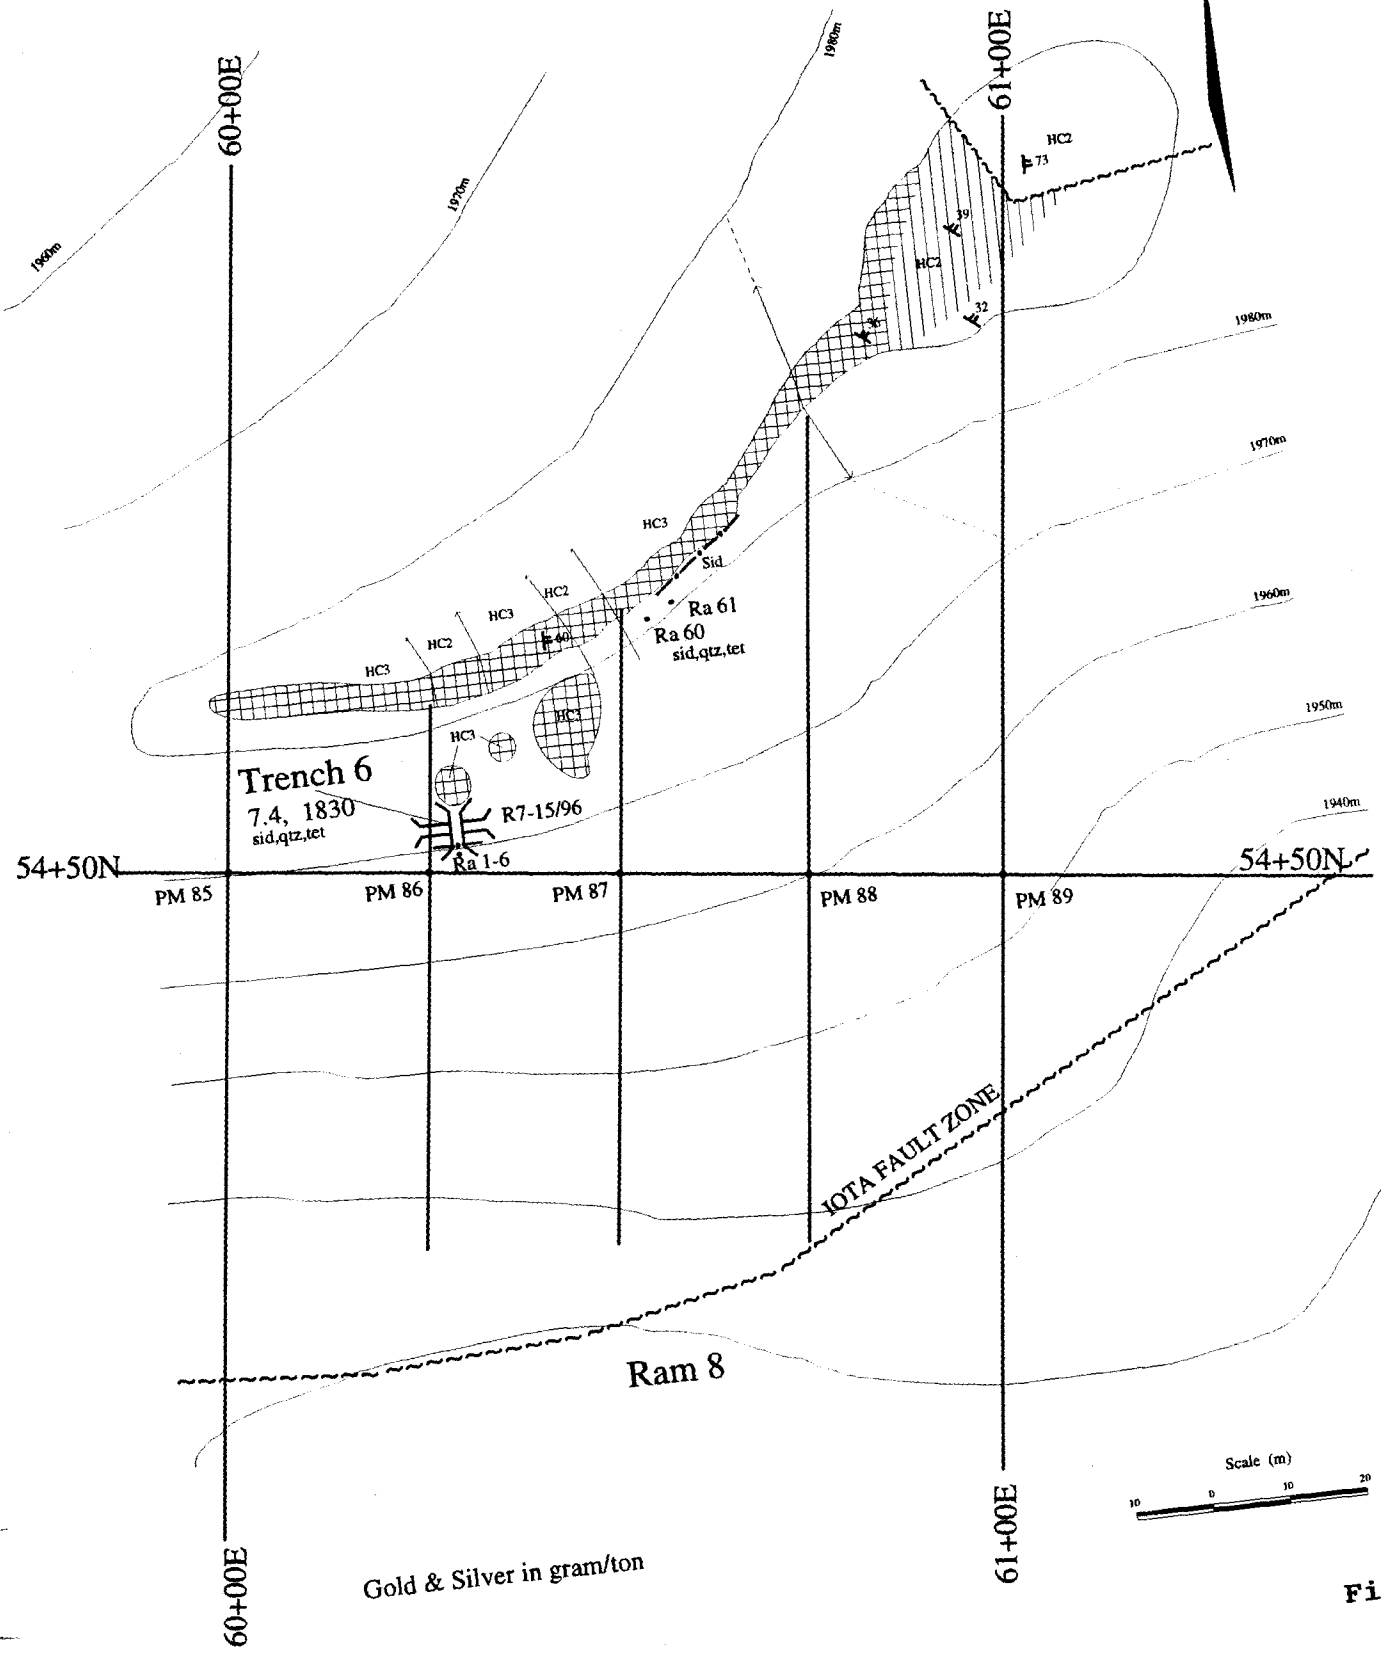 1980m
61+00E
60+00E
HC2
73
1970m
39
1960m
HC2
32
1980m
36
1970m
HC3
Sid
HC2
1960m
Ra 61
HC3
Ra 60
HC2
60
sid,qtz,tet
HC3
1950m
HC3
HC3
Trench 6
7.4, 1830
sid,qtz,tet
R7-15/96
1940m
Ra 1-6
54+50N
54+50N
PM 85
PM 86
PM 87
PM 88
PM 89
IOTA FAULT ZONE
Ram 8
Scale (m)
10 0 10 20
61+00E
60+00E
Gold & Silver in gram/ton
Fi